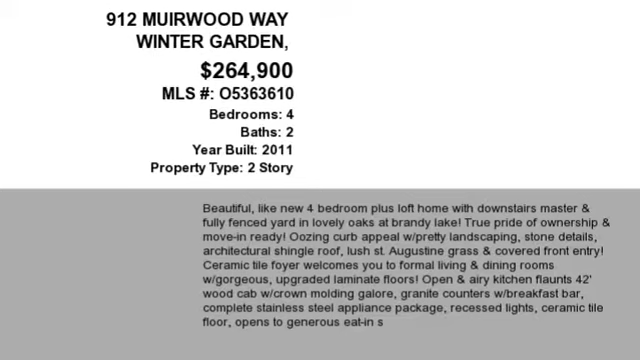 912 MUIRWOOD WAY
WINTER GARDEN,
$264,900
MLS #: O5363610
Bedrooms: 4
Baths: 2
Year Built: 2011
Property Type: 2 Story
Beautiful, like new 4 bedroom plus loft home with downstairs master &
fully fenced yard in lovely oaks at brandy lake! True pride of ownership &
move-in ready! Oozing curb appeal w/pretty landscaping, stone details,
architectural shingle roof, lush st. Augustine grass & covered front entry!
Ceramic tile foyer welcomes you to formal living & dining rooms
w/gorgeous, upgraded laminate floors! Open & airy kitchen flaunts 42'
wood cab w/crown molding galore, granite counters w/breakfast bar,
complete stainless steel appliance package, recessed lights, ceramic tile
floor, opens to generous eat-in s